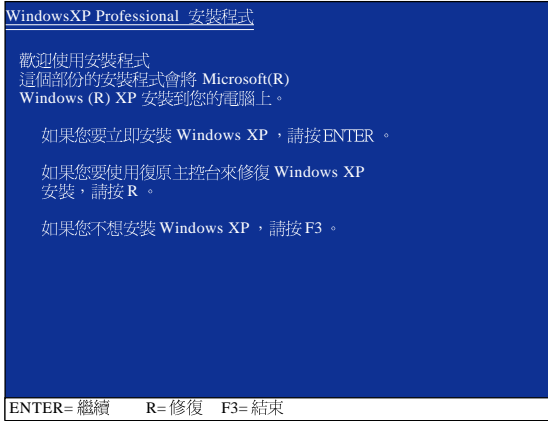 WindowsXP Professional 安裝程式
歡迎使用安裝程式
這個部份的安裝程式會將 Microsoft(R)
Windows (R) XP 安裝到您的電腦上。
如果您要立即安裝 Windows XP，請按ENTER。
如果您要使用復原主控台來修復 Windows XP
安裝，請按 R。
如果您不想安裝 Windows XP，請按 F3。
ENTER= 繼續 R= 修復 F3= 結束